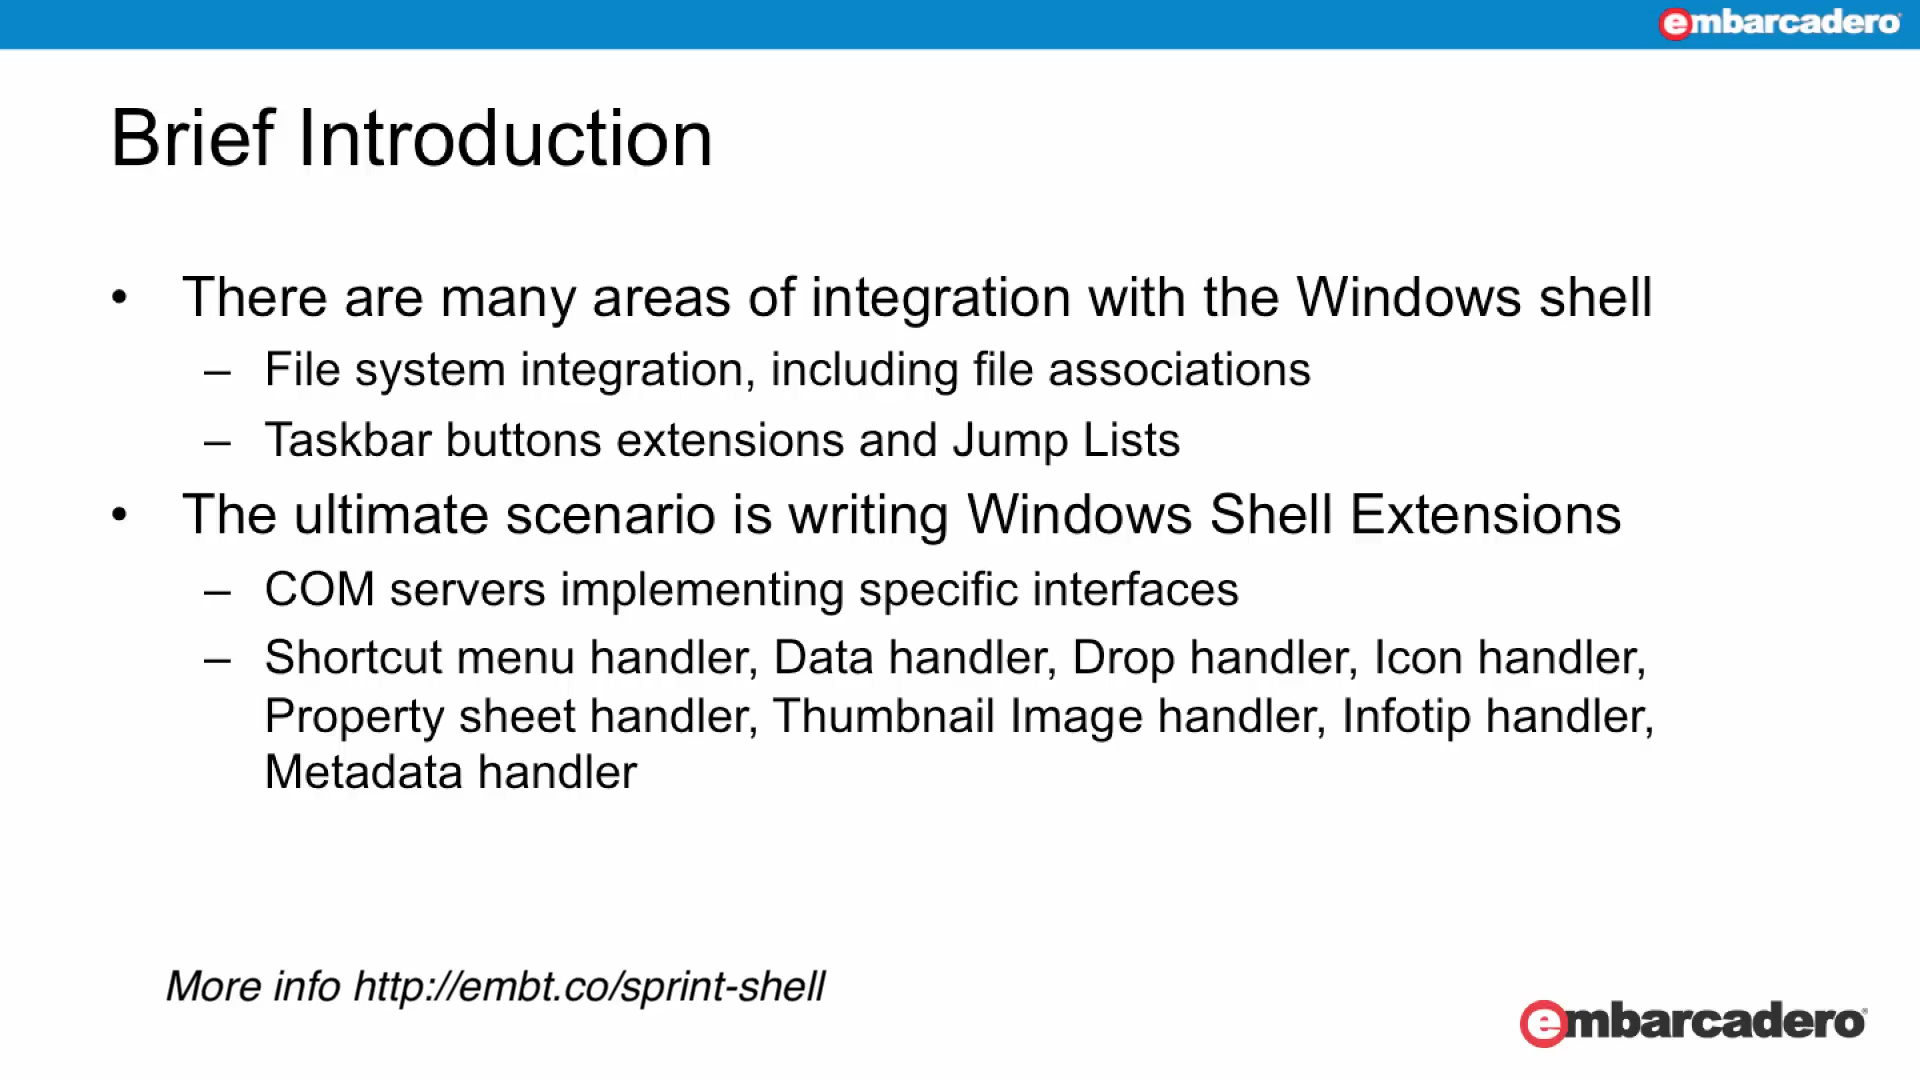 embarcadero
Brief Introduction
• There are many areas of integration with the Windows shell
– File system integration, including file associations
– Taskbar buttons extensions and Jump Lists
• The ultimate scenario is writing Windows Shell Extensions
– COM servers implementing specific interfaces
– Shortcut menu handler, Data handler, Drop handler, Icon handler,
Property sheet handler, Thumbnail Image handler, Infotip handler,
Metadata handler
More info http://embt.co/sprint-shell
embarcadero®